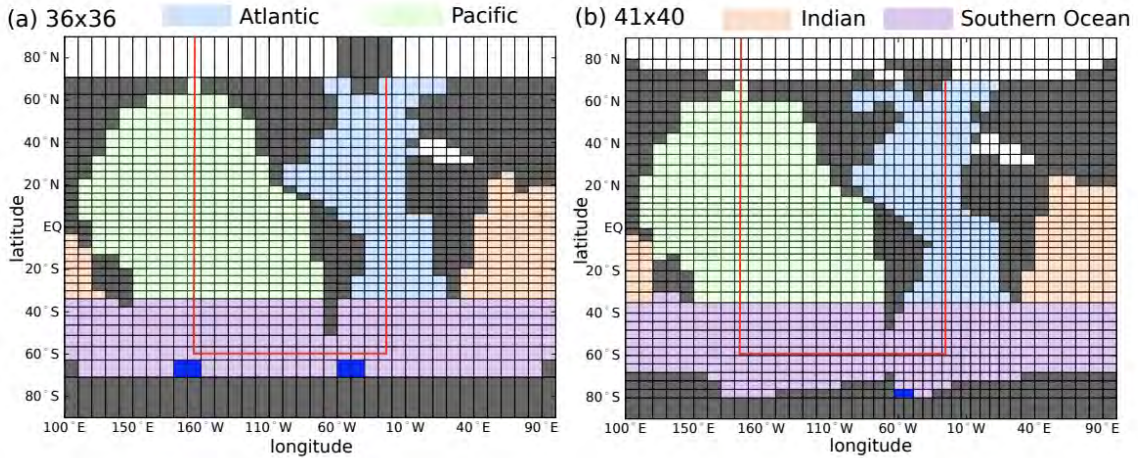 (a) 36x36 Atlantic Pacific (b) 41x40 Indian Southern Ocean
80°N 80°N
60°N 60°N
40°N 40°N
20°N 20°N
EQ EQ
20°S 20°S
40°S 40°S
60°S 60°S
80°S 80°S
latitude latitude
100°E 150°E 160°W 110°W 60°W 10°W 40°E 90°E 100°E 150°E 160°W 110°W 60°W 10°W 40°E 90°E
longitude longitude